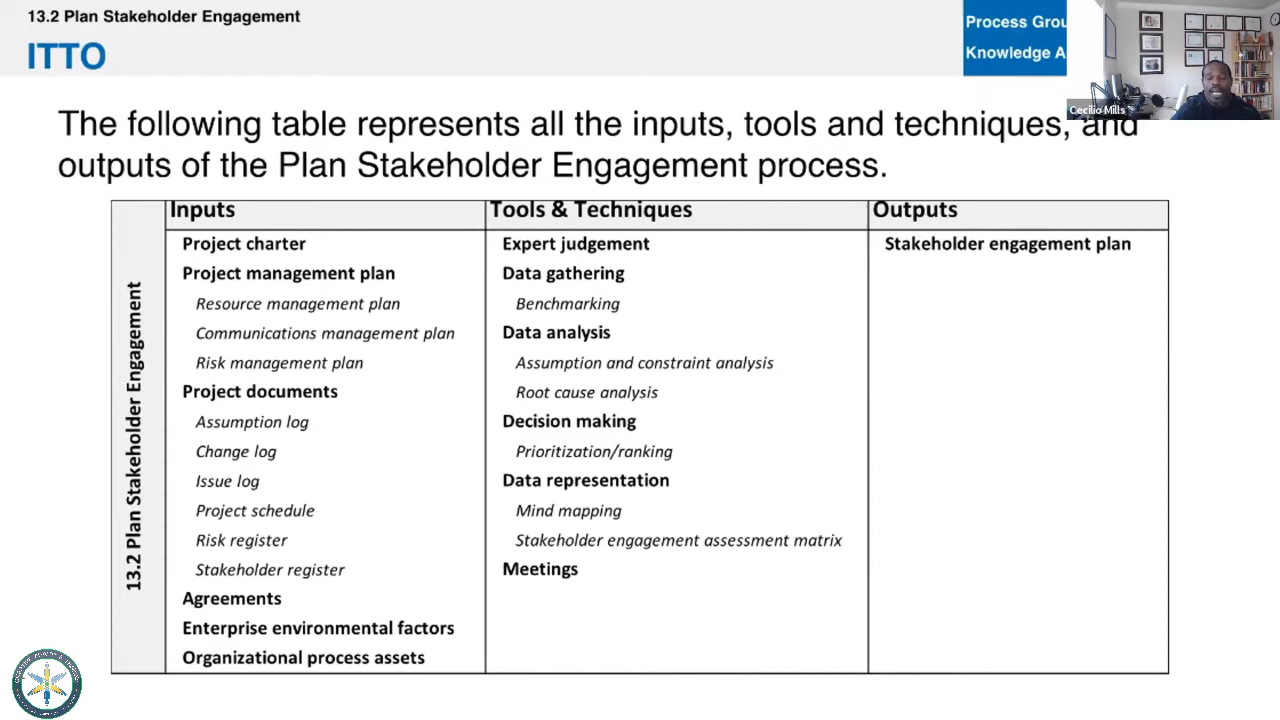 13.2 Plan Stakeholder Engagement
ITTO
Process Grou
Knowledge A
Cecilio Mills
The following table represents all the inputs, tools and techniques, and
outputs of the Plan Stakeholder Engagement process.
13.2 Plan Stakeholder Engagement
Inputs
Project charter
Project management plan
Resource management plan
Communications management plan
Risk management plan
Project documents
Assumption log
Change log
Issue log
Project schedule
Risk register
Stakeholder register
Agreements
Enterprise environmental factors
Organizational process assets
Tools & Techniques
Expert judgement
Data gathering
Benchmarking
Data analysis
Assumption and constraint analysis
Root cause analysis
Decision making
Prioritization/ranking
Data representation
Mind mapping
Stakeholder engagement assessment matrix
Meetings
Outputs
Stakeholder engagement plan